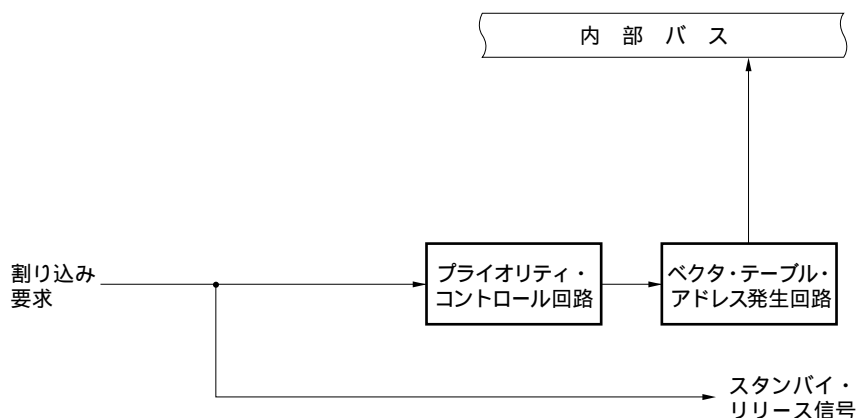 内 部 バ ス
割り込み
要求
プライオリティ・
コントロール回路
ベクタ・テーブル・
アドレス発生回路
スタンバイ・
リリース信号